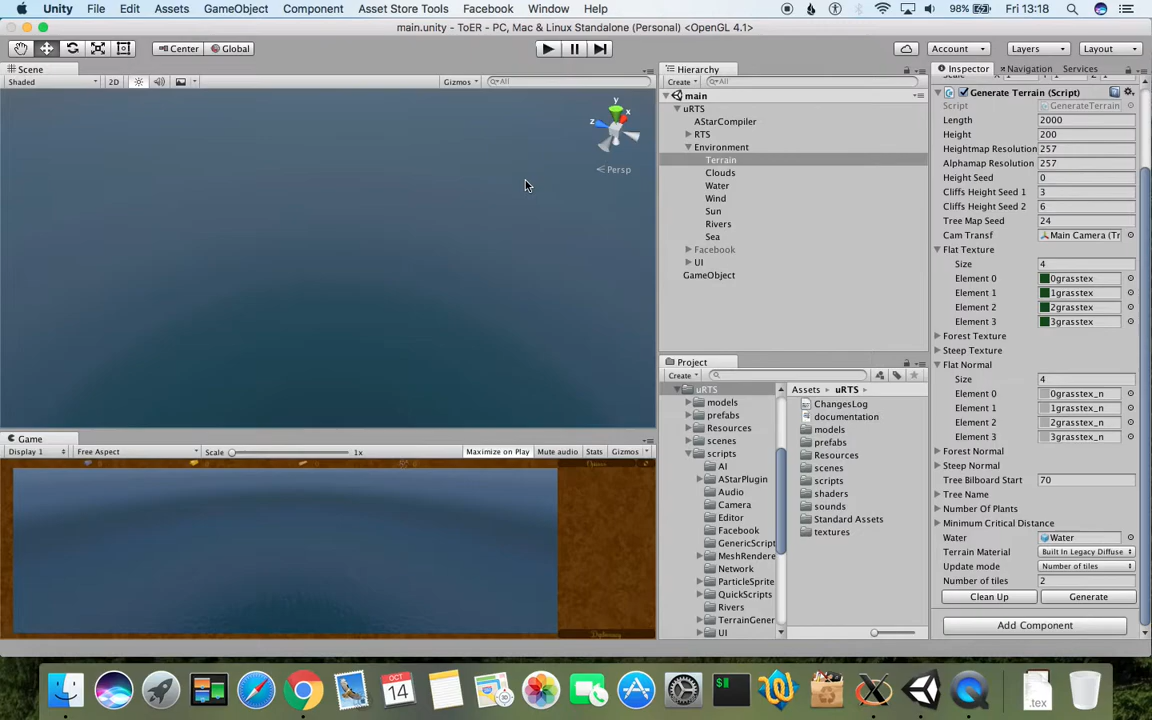 Unity File Edit Assets GameObject Component Asset Store Tools Facebook Window Help 98% Fri 13:18
main.unity - ToER - PC, Mac & Linux Standalone (Personal) <OpenGL 4.1>
Center Global Account Layers Layout
Scene
Shaded 2D Gizmos All
y
x
z
Persp
Game
Display 1 Free Aspect Scale 1x Maximize on Play Mute audio Stats Gizmos
Diplomacy
Hierarchy
Create All
main
uRTS
AStarCompiler
RTS
Environment
Terrain
Clouds
Water
Wind
Sun
Rivers
Sea
Facebook
UI
GameObject
Project
Create
uRTS
models
prefabs
Resources
scenes
scripts
AI
AStarPlugin
Audio
Camera
Editor
Facebook
GenericScript
MeshRendere
Network
ParticleSprite
QuickScripts
Rivers
TerrainGener
UI
Assets uRTS
ChangesLog
documentation
models
prefabs
Resources
scenes
scripts
shaders
sounds
Standard Assets
textures
Inspector Navigation Services
Generate Terrain (Script)
Script GenerateTerrain
Length 2000
Height 200
Heightmap Resolution 257
Alphamap Resolution 257
Height Seed 0
Cliffs Height Seed 1 3
Cliffs Height Seed 2 6
Tree Map Seed 24
Cam Transf Main Camera (Tr
Flat Texture
Size 4
Element 0 0grasstex
Element 1 1grasstex
Element 2 2grasstex
Element 3 3grasstex
Forest Texture
Steep Texture
Flat Normal
Size 4
Element 0 0grasstex_n
Element 1 1grasstex_n
Element 2 2grasstex_n
Element 3 3grasstex_n
Forest Normal
Steep Normal
Tree Bilboard Start 70
Tree Name
Number Of Plants
Minimum Critical Distance
Water Water
Terrain Material Built In Legacy Diffuse
Update mode Number of tiles
Number of tiles 2
Clean Up Generate
Add Component
OCT
14
.tex